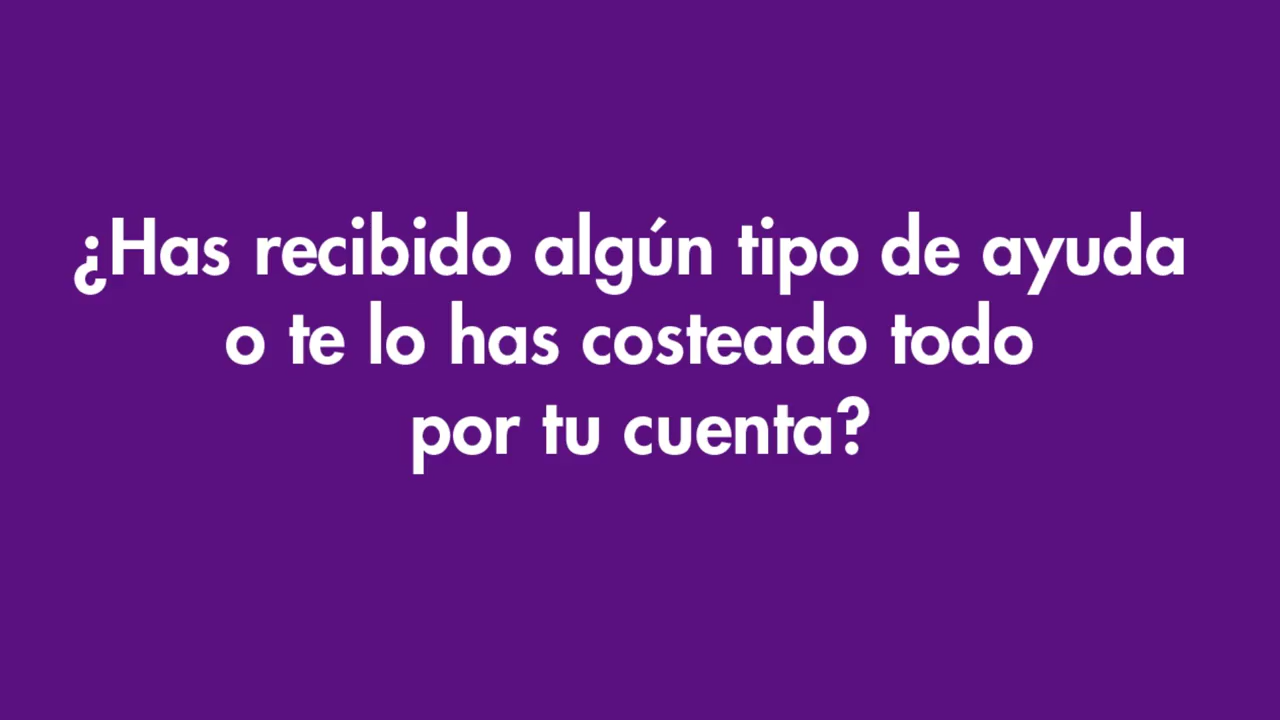 ¿Has recibido algún tipo de ayuda
o te lo has costeado todo
por tu cuenta?